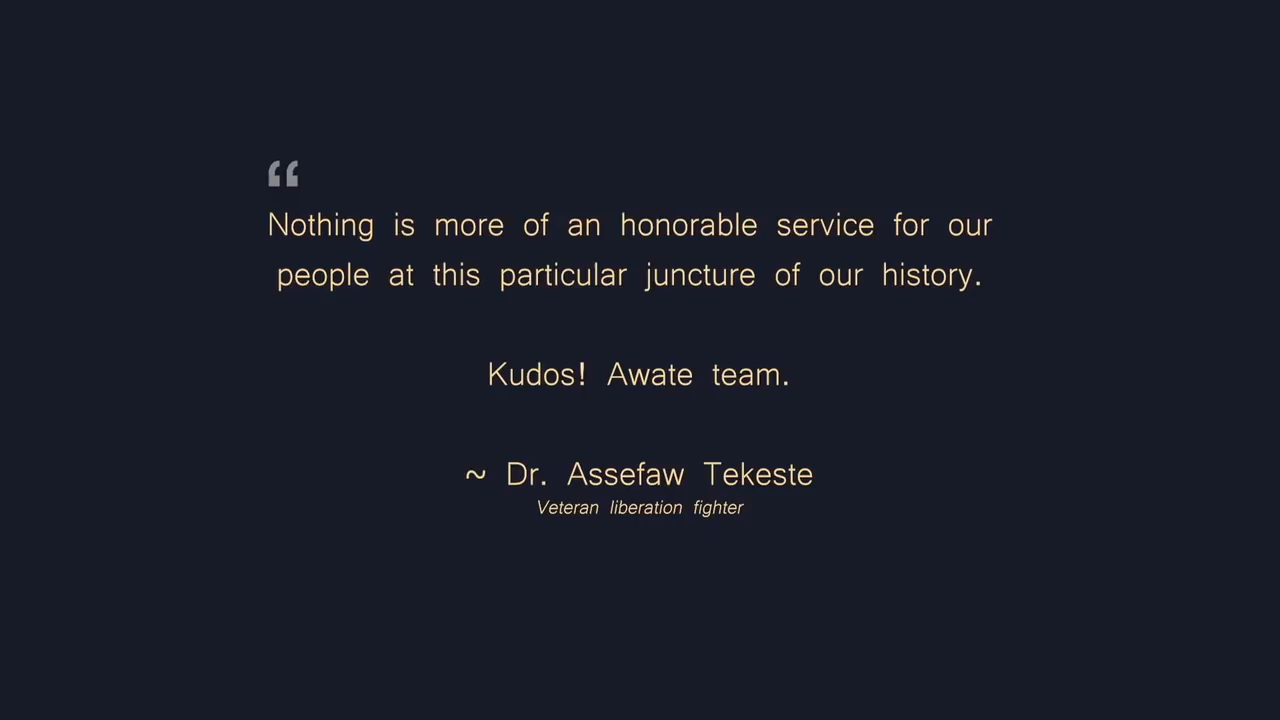 “
Nothing is more of an honorable service for our
people at this particular juncture of our history.
Kudos! Awate team.
~ Dr. Assefaw Tekeste
Veteran liberation fighter